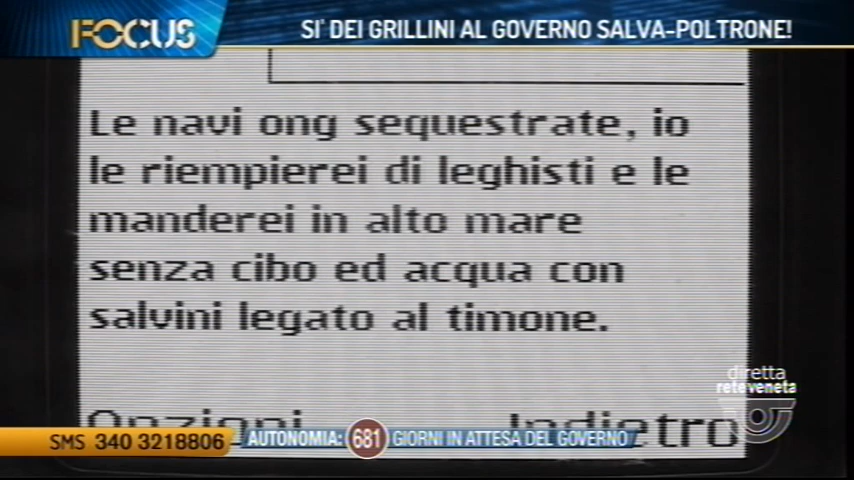 FOCUS
SI' DEI GRILLINI AL GOVERNO SALVA-POLTRONE!
Le navi ong sequestrate, io
le riempierei di leghisti e le
manderei in alto mare
senza cibo ed acqua con
salvini legato al timone.
diretta
reteveneta
Opzioni Indietro
SMS 340 3218806 AUTONOMIA: 681 GIORNI IN ATTESA DEL GOVERNO